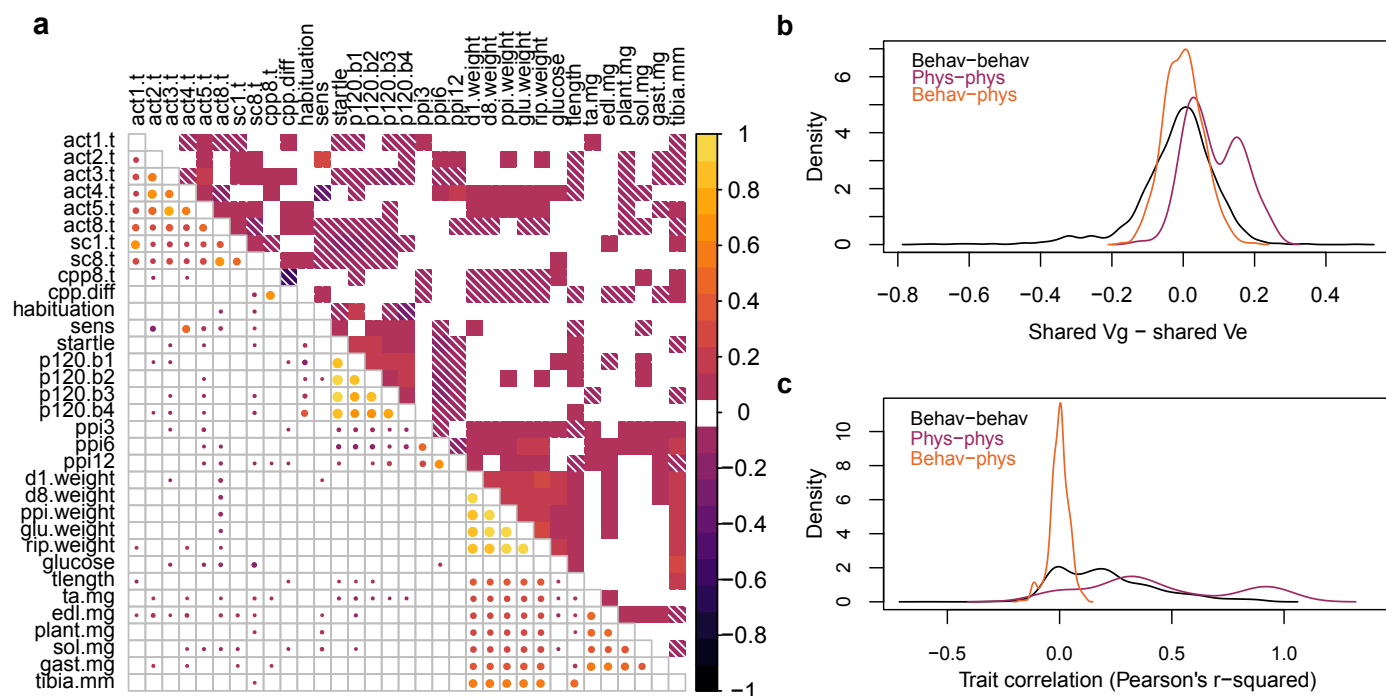 a
act1.t
act2.t
act3.t
act4.t
act5.t
act8.t
sc1.t
sc8.t
cpp8.t
cpp.diff
habituation
sens
startle
p120.b1
p120.b2
p120.b3
p120.b4
ppi3
ppi6
ppi12
d1.weight
d8.weight
ppi.weight
glu.weight
rip.weight
glucose
tlength
ta.mg
edl.mg
plant.mg
sol.mg
gast.mg
tibia.mm
act1.t
act2.t
act3.t
act4.t
act5.t
act8.t
sc1.t
sc8.t
cpp8.t
cpp.diff
habituation
sens
startle
p120.b1
p120.b2
p120.b3
p120.b4
ppi3
ppi6
ppi12
d1.weight
d8.weight
ppi.weight
glu.weight
rip.weight
glucose
tlength
ta.mg
edl.mg
plant.mg
sol.mg
gast.mg
tibia.mm
1
0.8
0.6
0.4
0.2
0
−0.2
−0.4
−0.6
−0.8
−1
b
Behav−behav
Phys−phys
Behav−phys
Density
6
4
2
0
−0.8 −0.6 −0.4 −0.2 0.0 0.2 0.4
Shared Vg − shared Ve
c
Behav−behav
Phys−phys
Behav−phys
Density
10
8
6
4
2
0
−0.5 0.0 0.5 1.0
Trait correlation (Pearson's r−squared)